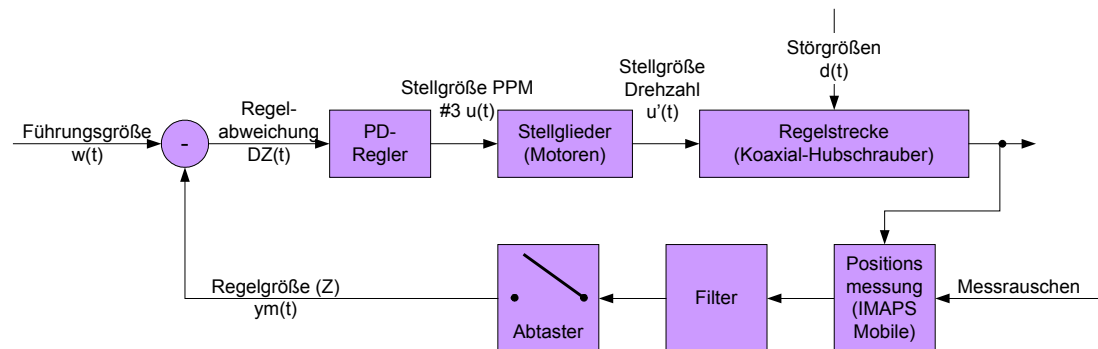 Störgrößen
d(t)
Stellgröße
Drehzahl
u’(t)
Stellgröße PPM
#3 u(t)
Regel-
abweichung
DZ(t)
Führungsgröße
w(t)
-
PD-
Regler
Stellglieder
(Motoren)
Regelstrecke
(Koaxial-Hubschrauber)
Regelgröße (Z)
ym(t)
Abtaster
Filter
Positions
messung
(IMAPS
Mobile)
Messrauschen